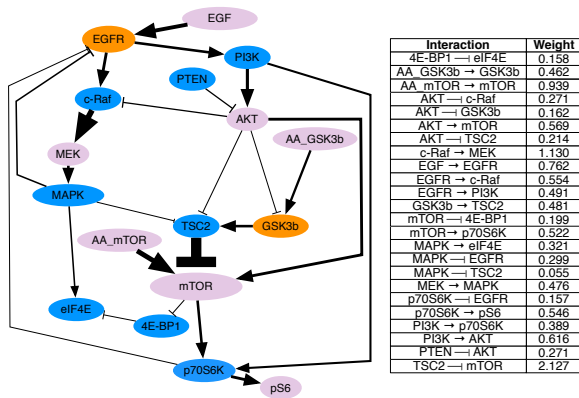 EGF
EGFR
PI3K
PTEN
c-Raf
AKT
AA_GSK3b
MEK
MAPK
TSC2
GSK3b
AA_mTOR
mTOR
eIF4E
4E-BP1
p70S6K
pS6
Interaction Weight
4E-BP1 ⊣ eIF4E 0.158
AA_GSK3b → GSK3b 0.462
AA_mTOR → mTOR 0.939
AKT ⊣ c-Raf 0.271
AKT ⊣ GSK3b 0.162
AKT → mTOR 0.569
AKT ⊣ TSC2 0.214
c-Raf → MEK 1.130
EGF → EGFR 0.762
EGFR → c-Raf 0.554
EGFR → PI3K 0.491
GSK3b → TSC2 0.481
mTOR ⊣ 4E-BP1 0.199
mTOR → p70S6K 0.522
MAPK → eIF4E 0.321
MAPK ⊣ EGFR 0.299
MAPK ⊣ TSC2 0.055
MEK → MAPK 0.476
p70S6K ⊣ EGFR 0.157
p70S6K → pS6 0.546
PI3K → p70S6K 0.389
PI3K → AKT 0.616
PTEN ⊣ AKT 0.271
TSC2 ⊣ mTOR 2.127